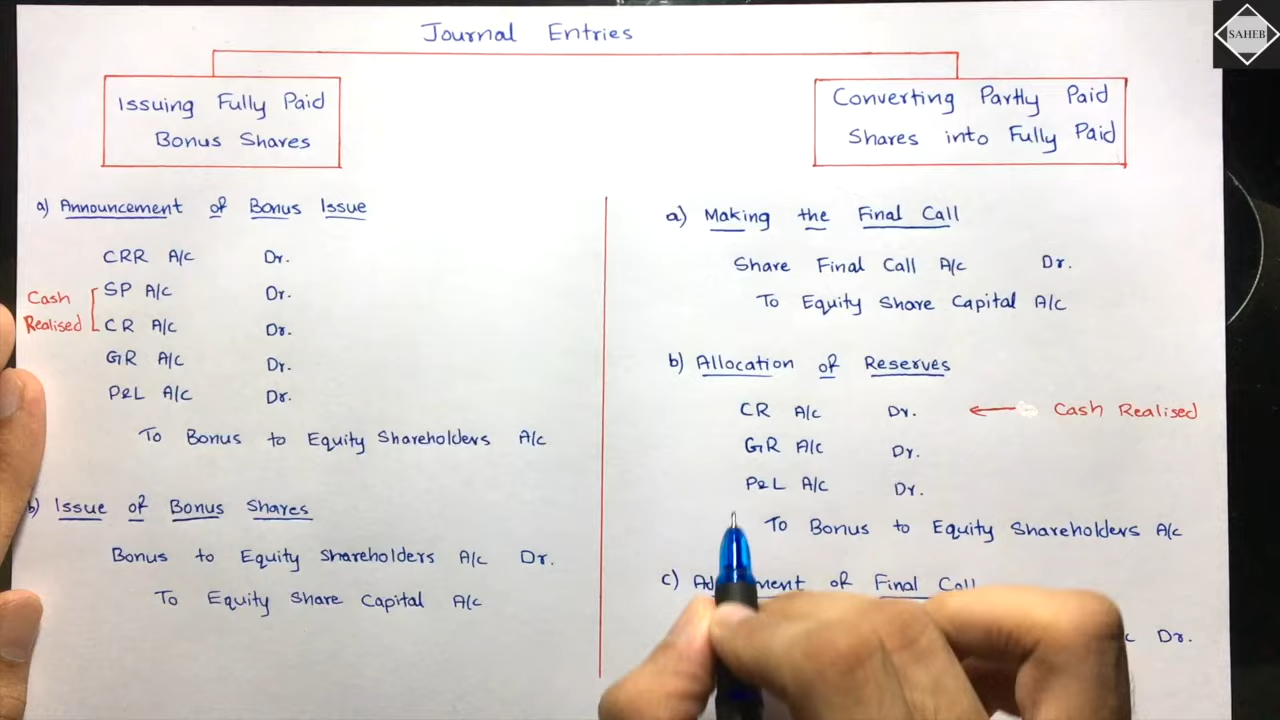 Journal Entries
SAHEB
Issuing Fully Paid
Bonus Shares
a) Announcement of Bonus Issue
CRR A/c Dr.
Cash
Realised
SP A/c Dr.
CR A/c Dr.
GR A/c Dr.
P&L A/c Dr.
To Bonus to Equity Shareholders A/c
b) Issue of Bonus Shares
Bonus to Equity Shareholders A/c Dr.
To Equity Share Capital A/c
Converting Partly Paid
Shares into Fully Paid
a) Making the Final Call
Share Final Call A/c Dr.
To Equity Share Capital A/c
b) Allocation of Reserves
CR A/c Dr. ← Cash Realised
GR A/c Dr.
P&L A/c Dr.
To Bonus to Equity Shareholders A/c
c) of Final Call
Dr.